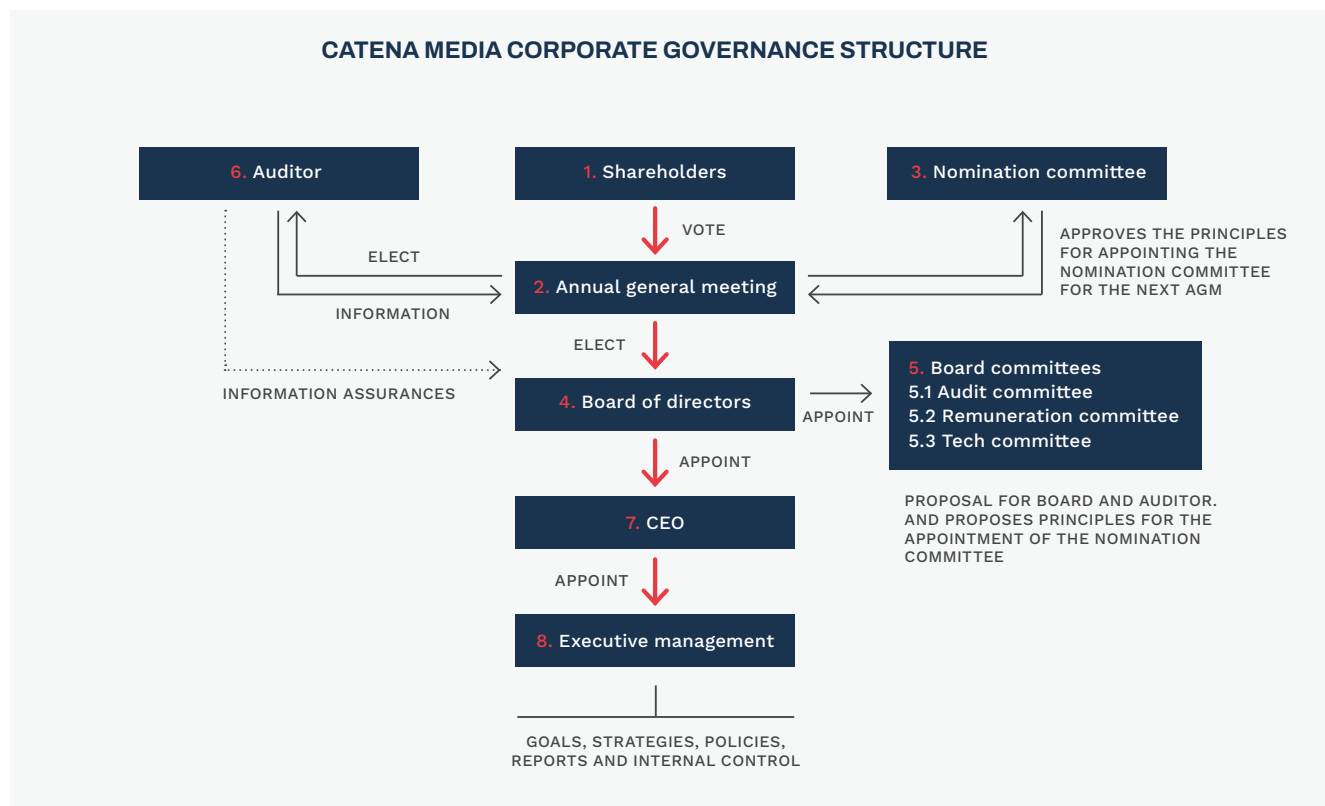 CATENA MEDIA CORPORATE GOVERNANCE STRUCTURE
6. Auditor
1. Shareholders
3. Nomination committee
VOTE
APPROVES THE PRINCIPLES
FOR APPOINTING THE
NOMINATION COMMITTEE
FOR THE NEXT AGM
ELECT
2. Annual general meeting
INFORMATION
ELECT
INFORMATION ASSURANCES
4. Board of directors
APPOINT
5. Board committees
5.1 Audit committee
5.2 Remuneration committee
5.3 Tech committee
APPOINT
PROPOSAL FOR BOARD AND AUDITOR.
AND PROPOSES PRINCIPLES FOR THE
APPOINTMENT OF THE NOMINATION
COMMITTEE
7. CEO
APPOINT
8. Executive management
GOALS, STRATEGIES, POLICIES,
REPORTS AND INTERNAL CONTROL